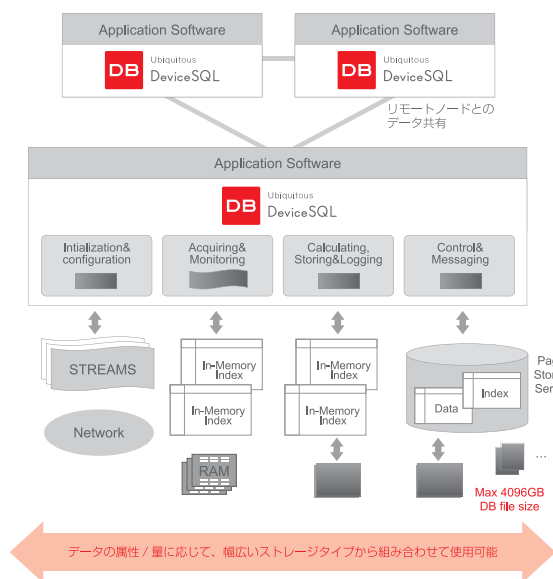 Application Software
Application Software
DB
Ubiquitous
DeviceSQL
DB
Ubiquitous
DeviceSQL
リモートノードとの
データ共有
Application Software
DB
Ubiquitous
DeviceSQL
Intialization&
configuration
Acquiring&
Monitoring
Calculating,
Storing&Logging
Control&
Messaging
STREAMS
Network
In-Memory
Index
In-Memory
Index
RAM
In-Memory
Index
In-Memory
Index
Data
Index
Pag
Stor
Ser
...
Max 4096GB
DB file size
データの属性 / 量に応じて、幅広いストレージタイプから組み合わせて使用可能